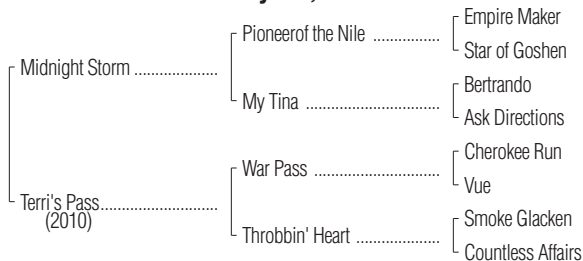 Empire Maker
Pioneerof the Nile ................
Star of Goshen
Midnight Storm ....................
Bertrando
My Tina ................................
Ask Directions
Cherokee Run
War Pass ..............................
Vue
Terri's Pass............................
(2010)
Smoke Glacken
Throbbin' Heart ....................
Countless Affairs